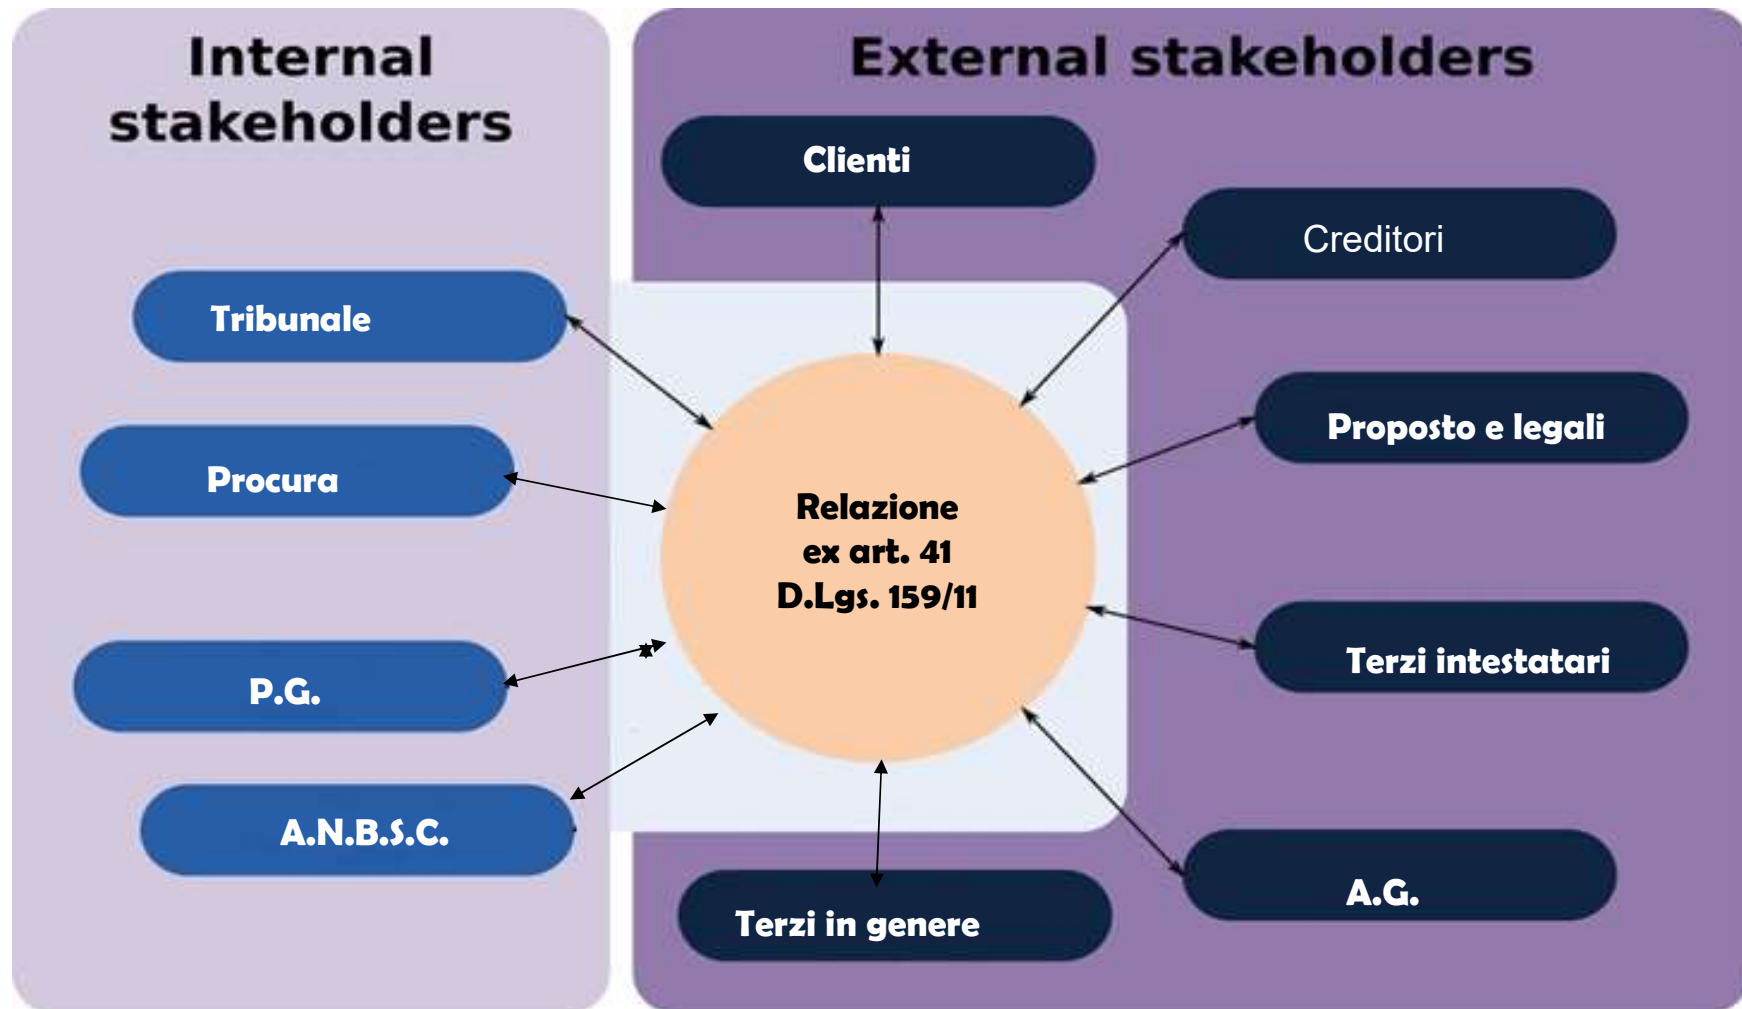 Internal
stakeholders
Tribunale
Procura
P.G.
A.N.B.S.C.
External stakeholders
Clienti
Creditori
Proposto e legali
Terzi intestatari
A.G.
Terzi in genere
Relazione
ex art. 41
D.Lgs. 159/11